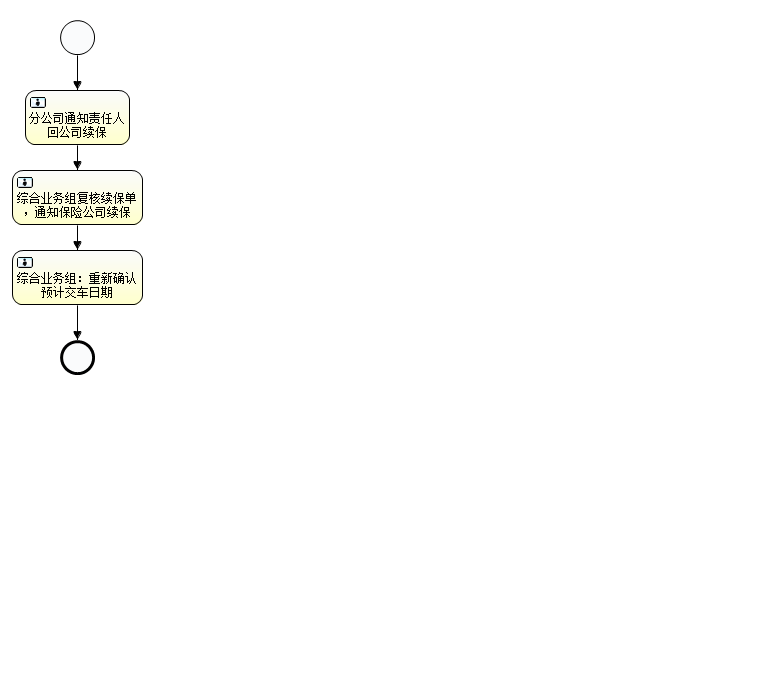 分公司通知责任人
回公司续保
综合业务组复核续保单
，通知保险公司续保
综合业务组：重新确认
预计交车日期